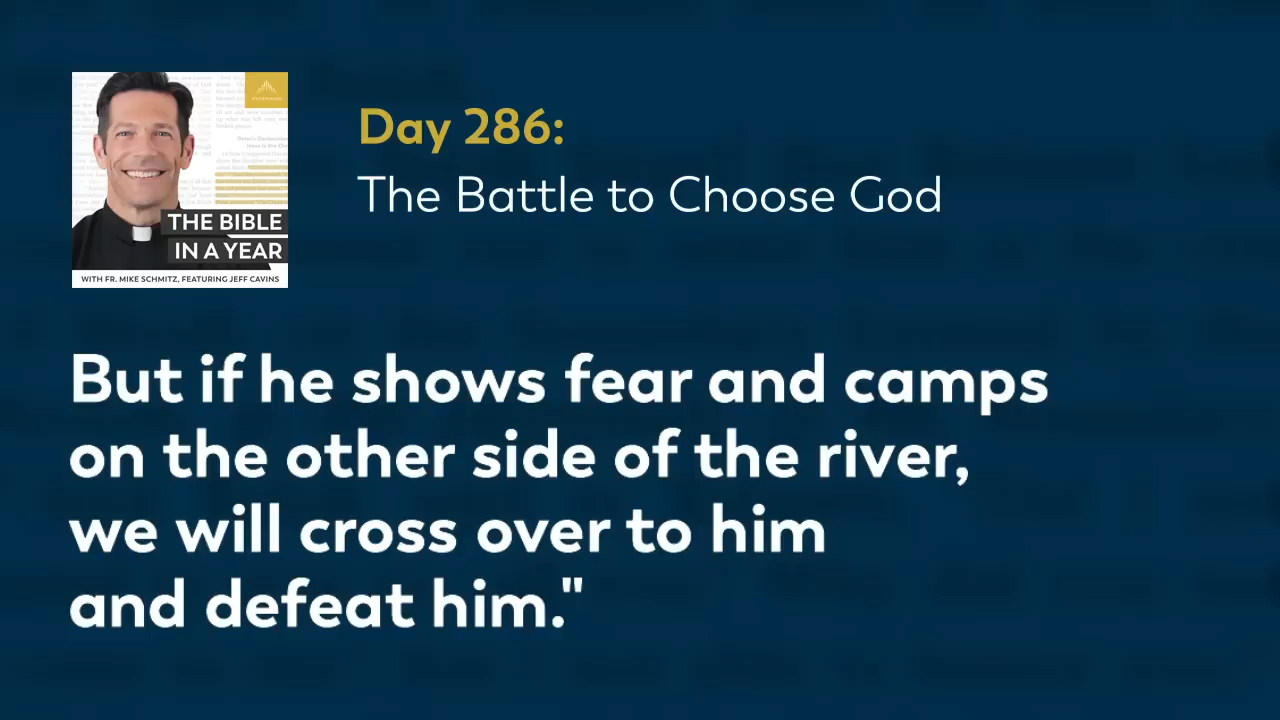 Day 286:
The Battle to Choose God
THE BIBLE
IN A YEAR
WITH FR. MIKE SCHMITZ, FEATURING JEFF CAVINS
But if he shows fear and camps
on the other side of the river,
we will cross over to him
and defeat him."